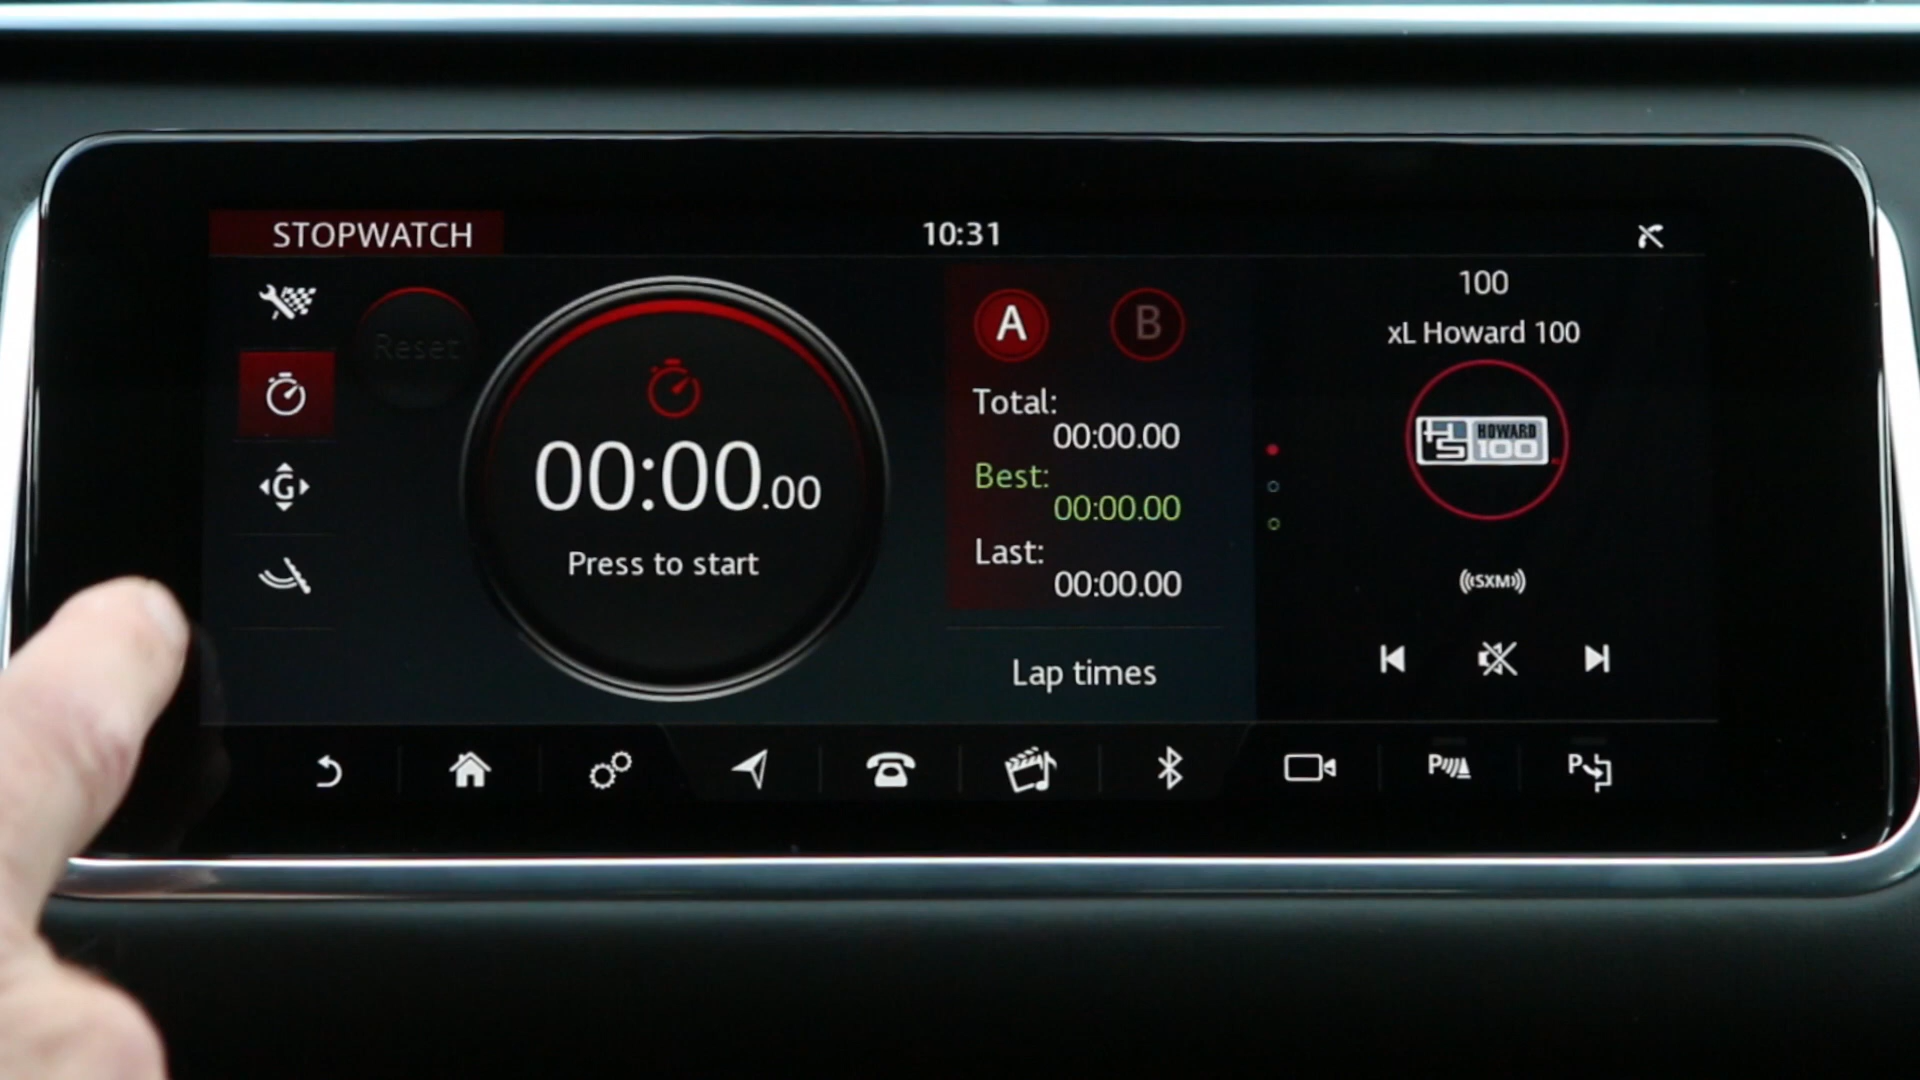 STOPWATCH
10:31
Reset
00:00.00
Press to start
A
B
Total:
00:00.00
Best:
00:00.00
Last:
00:00.00
Lap times
100
xL Howard 100
HS HOWARD
100
((SXM))
G
P
P